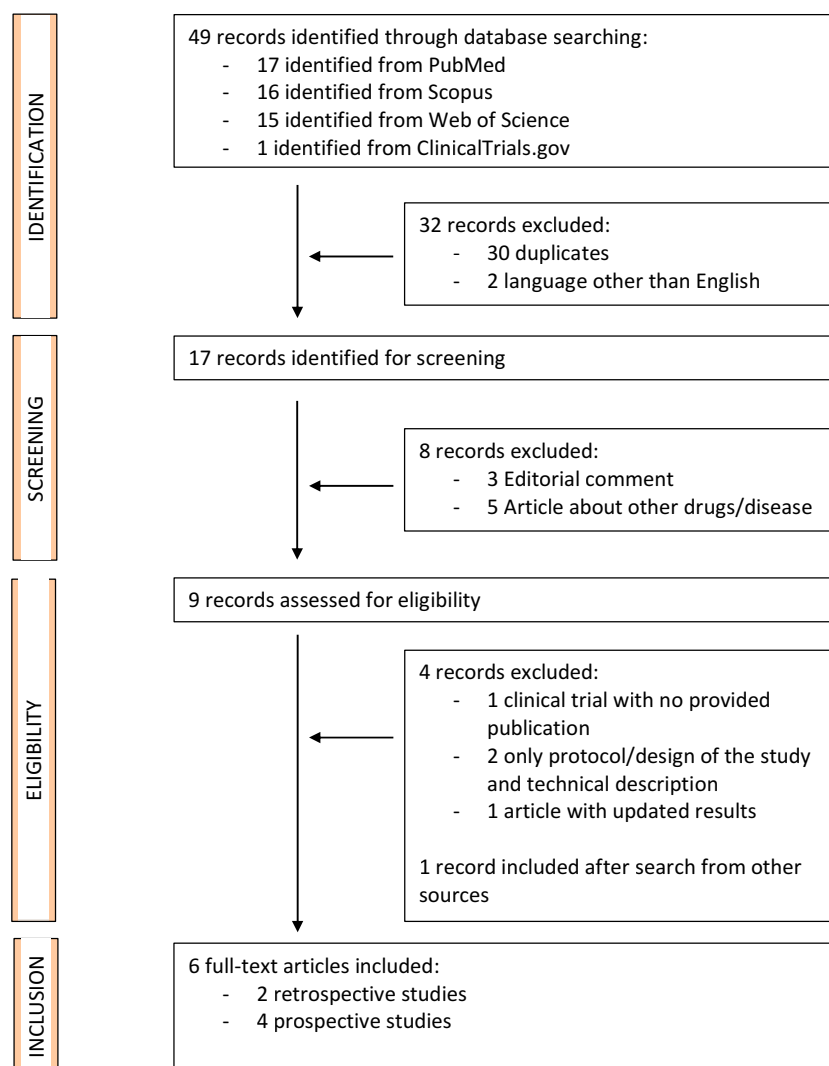 IDENTIFICATION
49 records identified through database searching:
- 17 identified from PubMed
- 16 identified from Scopus
- 15 identified from Web of Science
- 1 identified from ClinicalTrials.gov
32 records excluded:
- 30 duplicates
- 2 language other than English
SCREENING
17 records identified for screening
8 records excluded:
- 3 Editorial comment
- 5 Article about other drugs/disease
ELIGIBILITY
9 records assessed for eligibility
4 records excluded:
- 1 clinical trial with no provided
publication
- 2 only protocol/design of the study
and technical description
- 1 article with updated results
1 record included after search from other
sources
INCLUSION
6 full-text articles included:
- 2 retrospective studies
- 4 prospective studies